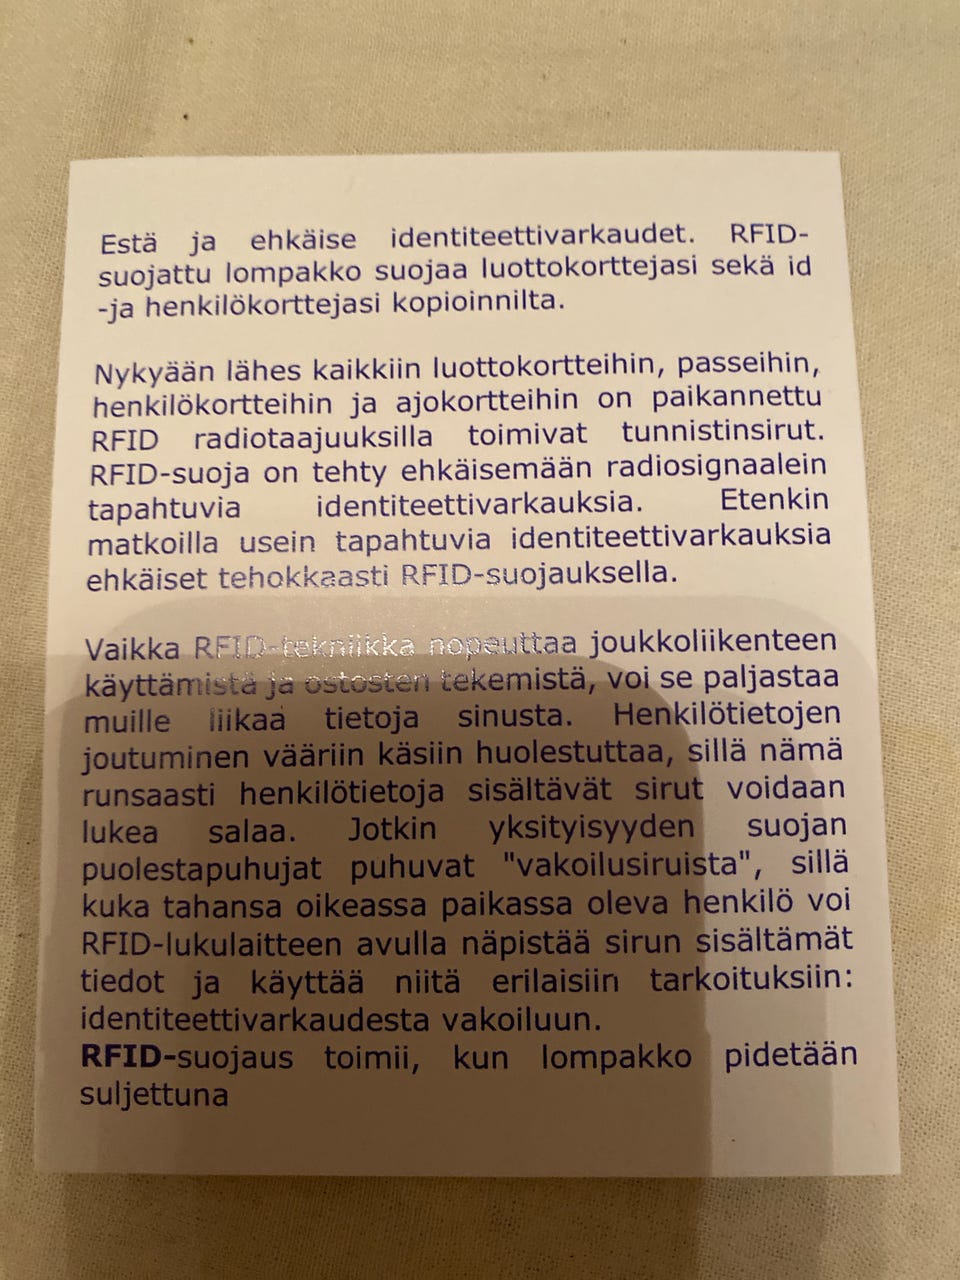 Estä ja ehkäise identiteettivarkaudet. RFID-
suojattu lompakko suojaa luottokorttejasi sekä id
-ja henkilökorttejasi kopioinnilta.
Nykyään lähes kaikkiin luottokortteihin, passeihin,
henkilökortteihin ja ajokortteihin on paikannettu
RFID radiotaajuuksilla toimivat tunnistinsirut.
RFID-suoja on tehty ehkäisemään radiosignaalein
tapahtuvia identiteettivarkauksia. Etenkin
matkoilla usein tapahtuvia identiteettivarkauksia
ehkäiset tehokkaasti RFID-suojauksella.
Vaikka RFID-tekniikka nopeuttaa joukkoliikenteen
käyttämistä ja ostosten tekemistä, voi se paljastaa
muille liikaa tietoja sinusta. Henkilötietojen
joutuminen vääriin käsiin huolestuttaa, sillä nämä
runsaasti henkilötietoja sisältävät sirut voidaan
lukea salaa. Jotkin yksityisyyden suojan
puolestapuhujat puhuvat "vakoilusiruista", sillä
kuka tahansa oikeassa paikassa oleva henkilö voi
RFID-lukulaitteen avulla näpistää sirun sisältämät
tiedot ja käyttää niitä erilaisiin tarkoituksiin:
identiteettivarkaudesta vakoiluun.
RFID-suojaus toimii, kun lompakko pidetään
suljettuna